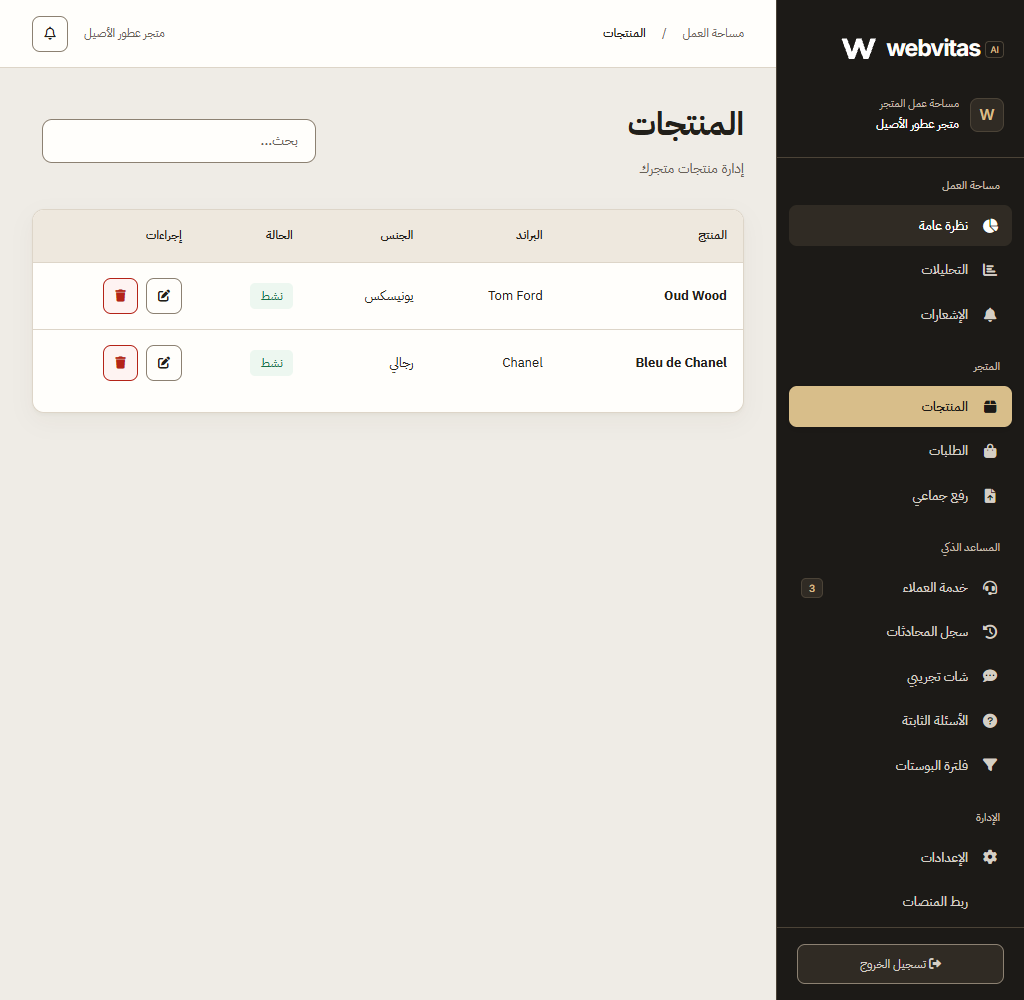 webvitas AI
W
مساحة عمل المتجر
متجر عطور الأصيل
مساحة العمل
نظرة عامة
التحليلات
الإشعارات
المتجر
المنتجات
الطلبات
رفع جماعي
المساعد الذكي
خدمة العملاء 3
سجل المحادثات
شات تجريبي
الأسئلة الثابتة
فلترة البوستات
الإدارة
الإعدادات
ربط المنصات
تسجيل الخروج
مساحة العمل / المنتجات
متجر عطور الأصيل
المنتجات
إدارة منتجات متجرك
بحث...
المنتج البراند الجنس الحالة إجراءات
Oud Wood Tom Ford يونيسكس نشط
Bleu de Chanel Chanel رجالي نشط